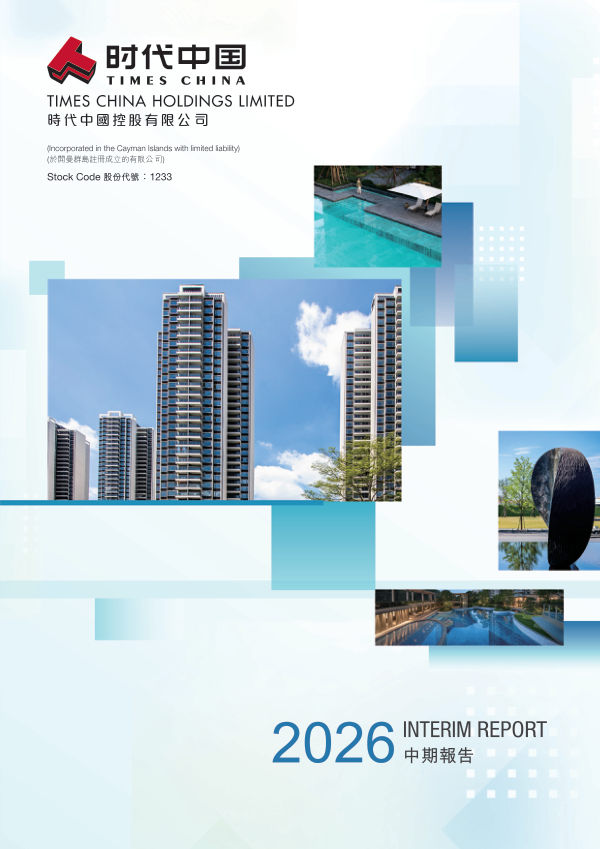 时代中国
TIMES CHINA
TIMES CHINA HOLDINGS LIMITED
時代中國控股有限公司
(Incorporated in the Cayman Islands with limited liability)
(於開曼群島註冊成立的有限公司)
Stock Code 股份代號：1233
2026 INTERIM REPORT
中期報告